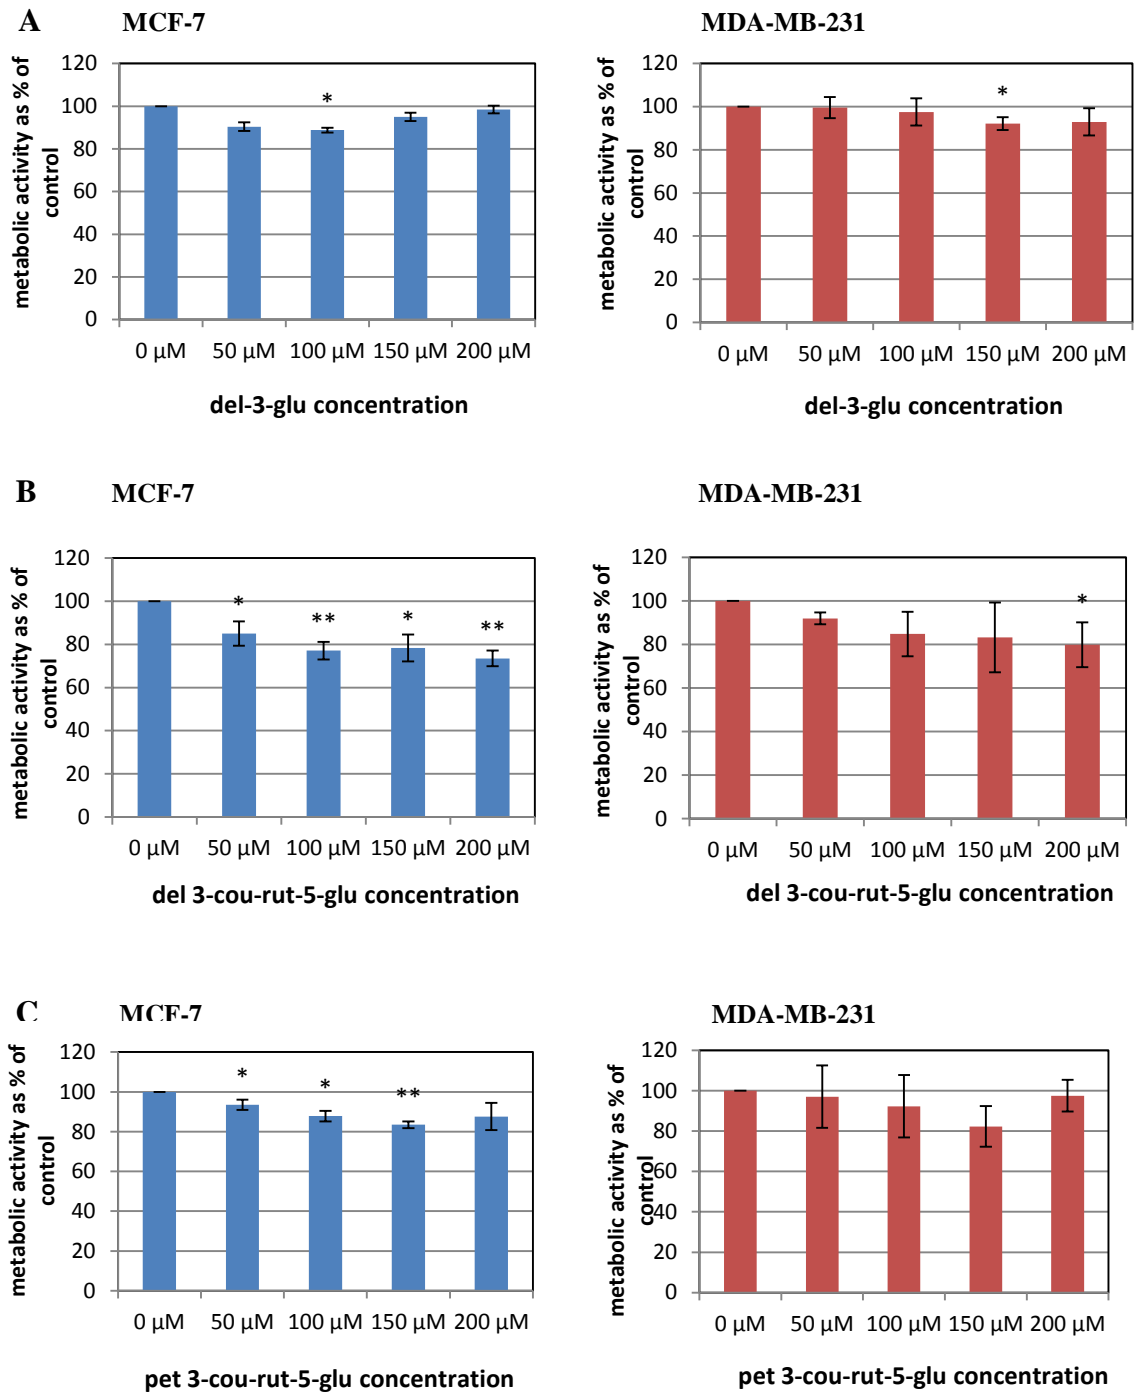 A
MCF-7
MDA-MB-231
metabolic activity as % of
control
120
100
80
60
40
20
0
*
0 µM 50 µM 100 µM 150 µM 200 µM
del-3-glu concentration
metabolic activity as % of
control
120
100
80
60
40
20
0
*
0 µM 50 µM 100 µM 150 µM 200 µM
del-3-glu concentration
B
MCF-7
MDA-MB-231
metabolic activity as % of
control
120
100
80
60
40
20
0
* ** * **
0 µM 50 µM 100 µM 150 µM 200 µM
del 3-cou-rut-5-glu concentration
metabolic activity as % of
control
120
100
80
60
40
20
0
*
0 µM 50 µM 100 µM 150 µM 200 µM
del 3-cou-rut-5-glu concentration
C
MCF-7
MDA-MB-231
metabolic activity as % of
control
120
100
80
60
40
20
0
* * **
0 µM 50 µM 100 µM 150 µM 200 µM
pet 3-cou-rut-5-glu concentration
metabolic activity as % of
control
120
100
80
60
40
20
0
0 µM 50 µM 100 µM 150 µM 200 µM
pet 3-cou-rut-5-glu concentration